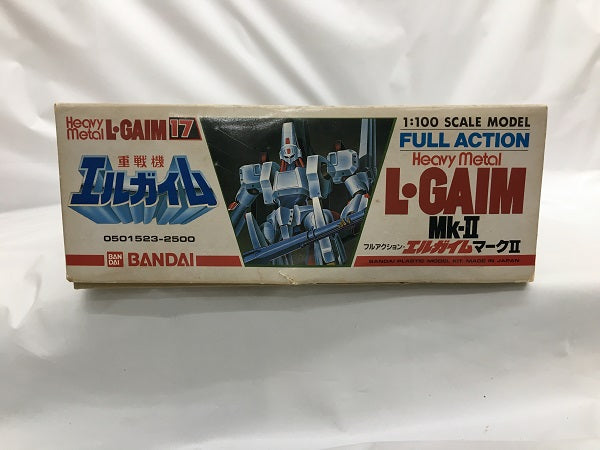 Heavy Metal L·GAIM 17
重戦機
エルガイム
0501523-2500
BAN DAI BANDAI
1:100 SCALE MODEL
FULL ACTION
Heavy Metal
L·GAIM
Mk-II
フルアクション・エルガイムマークII
BANDAI PLASTIC MODEL KIT. MADE IN JAPAN